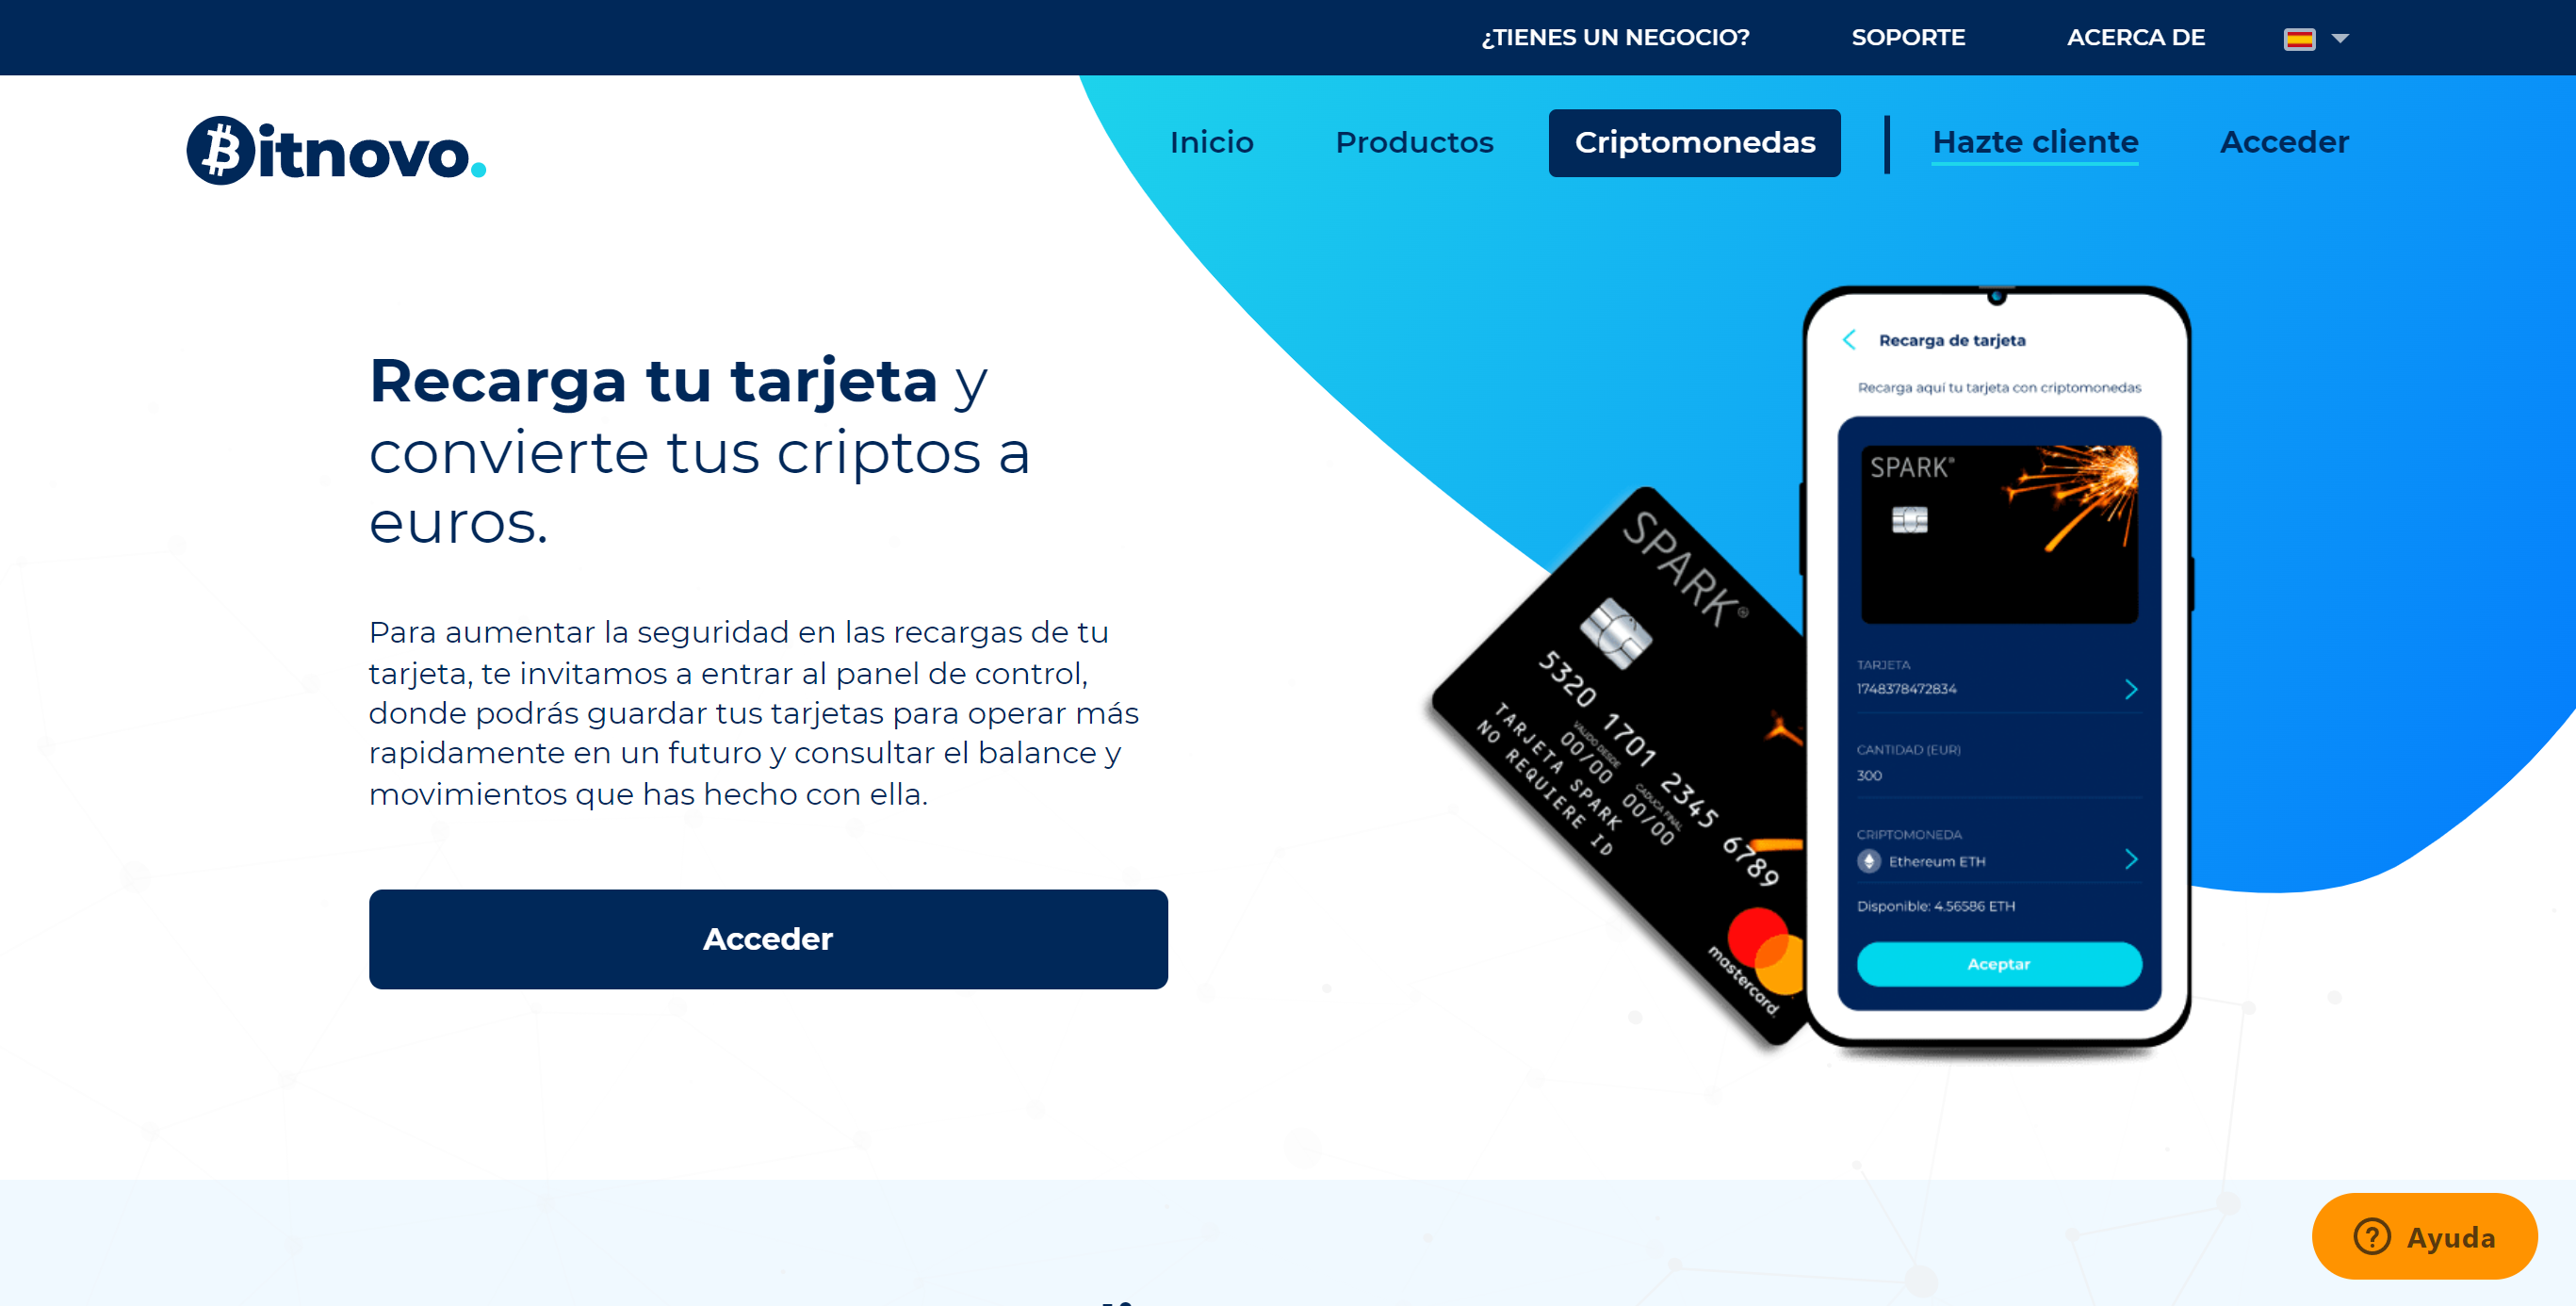 ¿TIENES UN NEGOCIO? SOPORTE ACERCA DE
Bitnovo.
Inicio Productos Criptomonedas Hazte cliente Acceder
Recarga tu tarjeta y
convierte tus criptos a
euros.
Para aumentar la seguridad en las recargas de tu
tarjeta, te invitamos a entrar al panel de control,
donde podrás guardar tus tarjetas para operar más
rapidamente en un futuro y consultar el balance y
movimientos que has hecho con ella.
Acceder
SPARK®
5320 1701 2345 6789
VALIDO DESDE
00/00
CADUCA FINAL
00/00
TARJETA SPARK
NO REQUIERE ID
mastercard.
Recarga de tarjeta
Recarga aquí tu tarjeta con criptomonedas
SPARK®
TARJETA
1748378472834
CANTIDAD (EUR)
300
CRIPTOMONEDA
Ethereum ETH
Disponible: 4.56586 ETH
Aceptar
? Ayuda